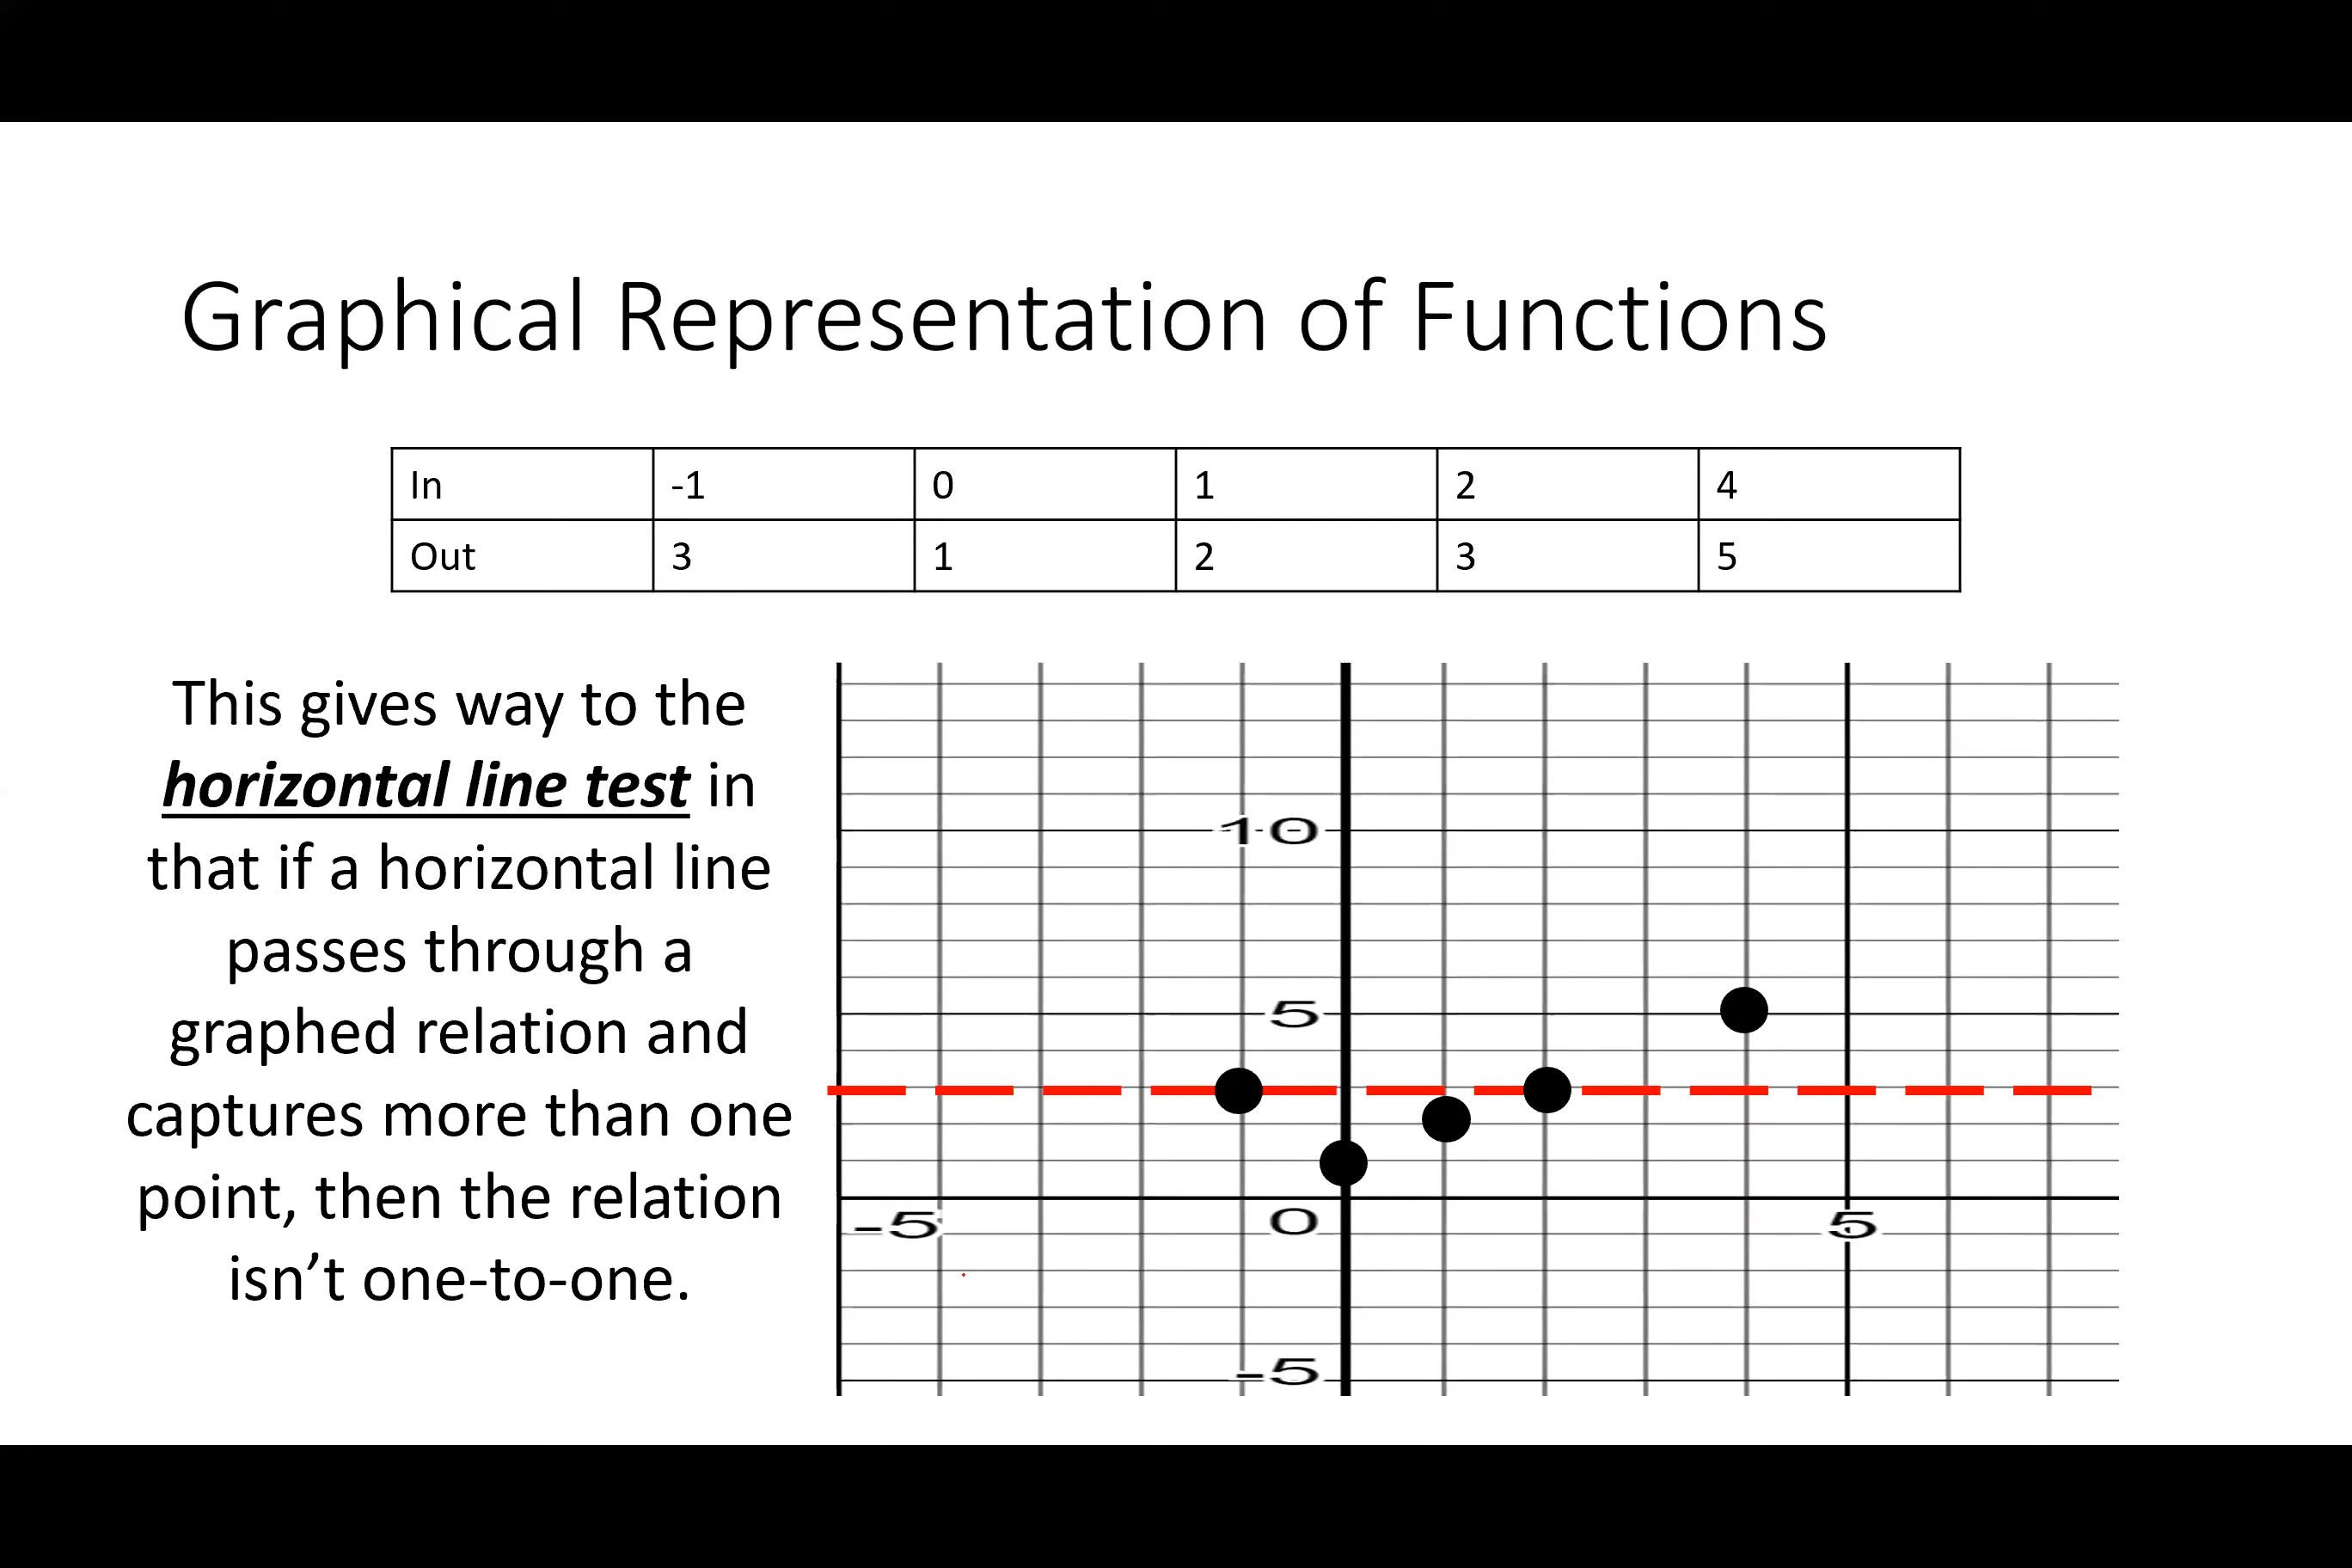 Graphical Representation of Functions
In -1 0 1 2 4
Out 3 1 2 3 5
This gives way to the
horizontal line test in
that if a horizontal line
passes through a
graphed relation and
captures more than one
point, then the relation
isn’t one-to-one.
10
5
-5 0 5
-5